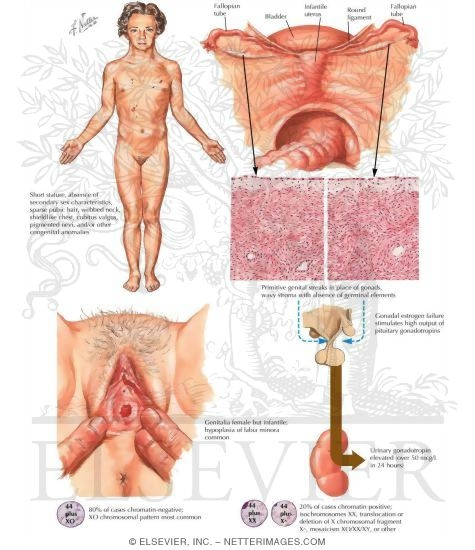 F. Netter
Fallopian
tube
Bladder
Infantile
uterus
Round
ligament
Fallopian
tube
Short stature, absence of
secondary sex characteristics,
sparse pubic hair, webbed neck,
shieldlike chest, cubitus valgus,
pigmented nevi, and/or other
congenital anomalies
Primitive genital streaks in place of gonads,
wavy stroma with absence of germinal elements
Gonadal estrogen failure
stimulates high output of
pituitary gonadotropins
Genitalia female but infantile;
hypoplasia of labia minora
common
Urinary gonadotropin
elevated (over 50 mcg/L
in 24 hours)
44
plus
XO
80% of cases chromatin-negative;
XO chromosomal pattern most common
44
plus
XX
44
plus
X-
20% of cases chromatin positive;
isochromosomes XX, translocation or
deletion of X chromosomal fragment
X-, mosaicism XO/XX/XY, or other
ELSEVIER
© ELSEVIER, INC. – NETTERIMAGES.COM